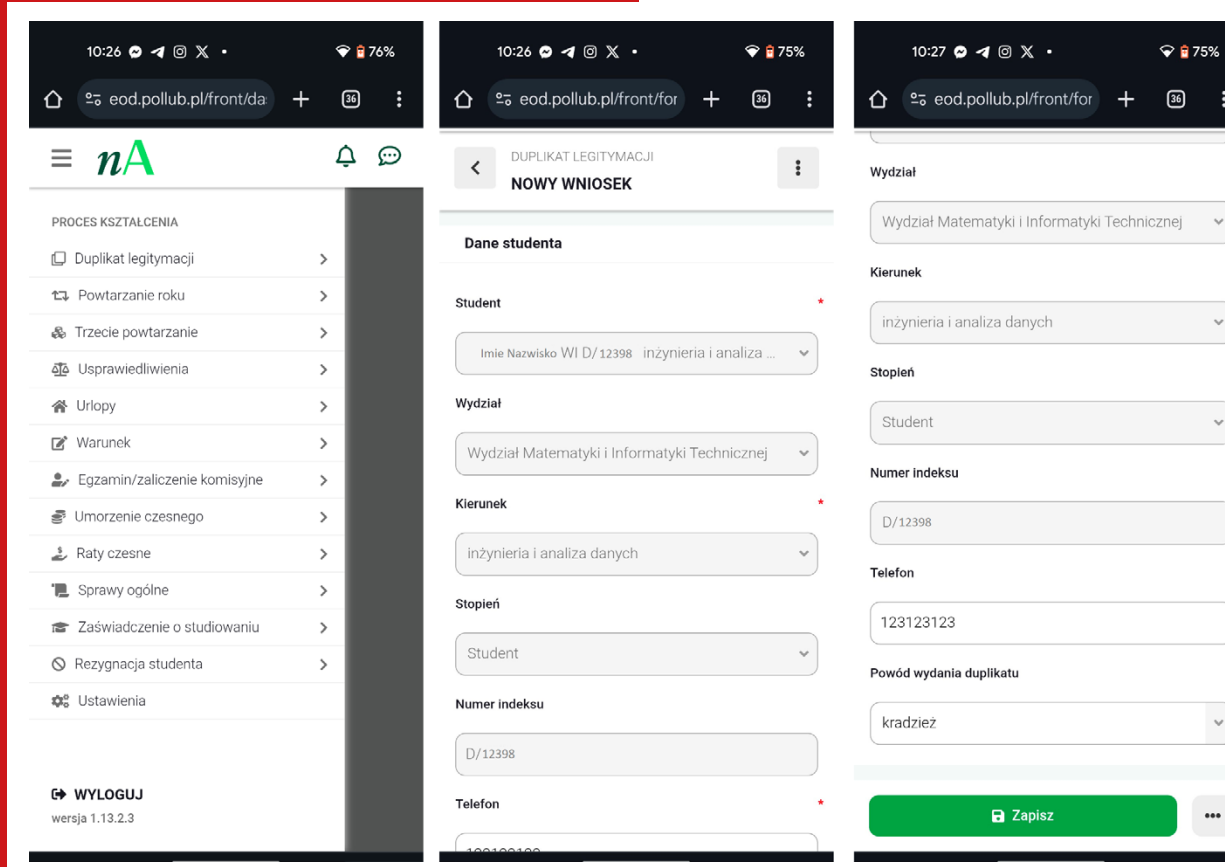 10:26
76%
eod.pollub.pl/front/da
36
nA
PROCES KSZTAŁCENIA
Duplikat legitymacji
Powtarzanie roku
Trzecie powtarzanie
Usprawiedliwienia
Urlopy
Warunek
Egzamin/zaliczenie komisyjne
Umorzenie czesnego
Raty czesne
Sprawy ogólne
Zaświadczenie o studiowaniu
Rezygnacja studenta
Ustawienia
WYLOGUJ
wersja 1.13.2.3
10:26
75%
eod.pollub.pl/front/for
36
DUPLIKAT LEGITYMACJI
NOWY WNIOSEK
Dane studenta
Student *
Imie Nazwisko WI D/12398 inżynieria i analiza ...
Wydział
Wydział Matematyki i Informatyki Technicznej
Kierunek *
inżynieria i analiza danych
Stopień
Student
Numer indeksu
D/12398
Telefon *
10:27
75%
eod.pollub.pl/front/for
36
Wydział
Wydział Matematyki i Informatyki Technicznej
Kierunek
inżynieria i analiza danych
Stopień
Student
Numer indeksu
D/12398
Telefon
123123123
Powód wydania duplikatu
kradzież
Zapisz